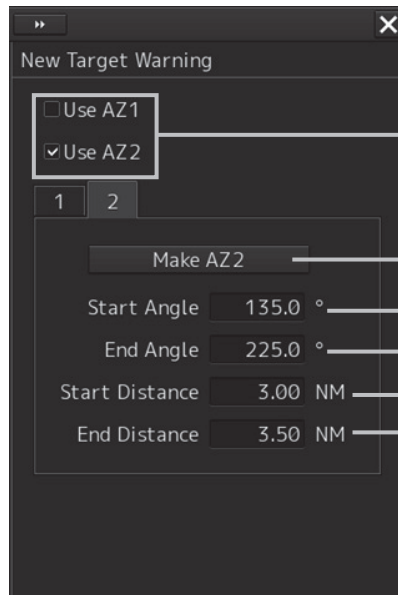 New Target Warning
Use AZ1
Use AZ2
1 2
Make AZ2
Start Angle 135.0 °
End Angle 225.0 °
Start Distance 3.00 NM
End Distance 3.50 NM